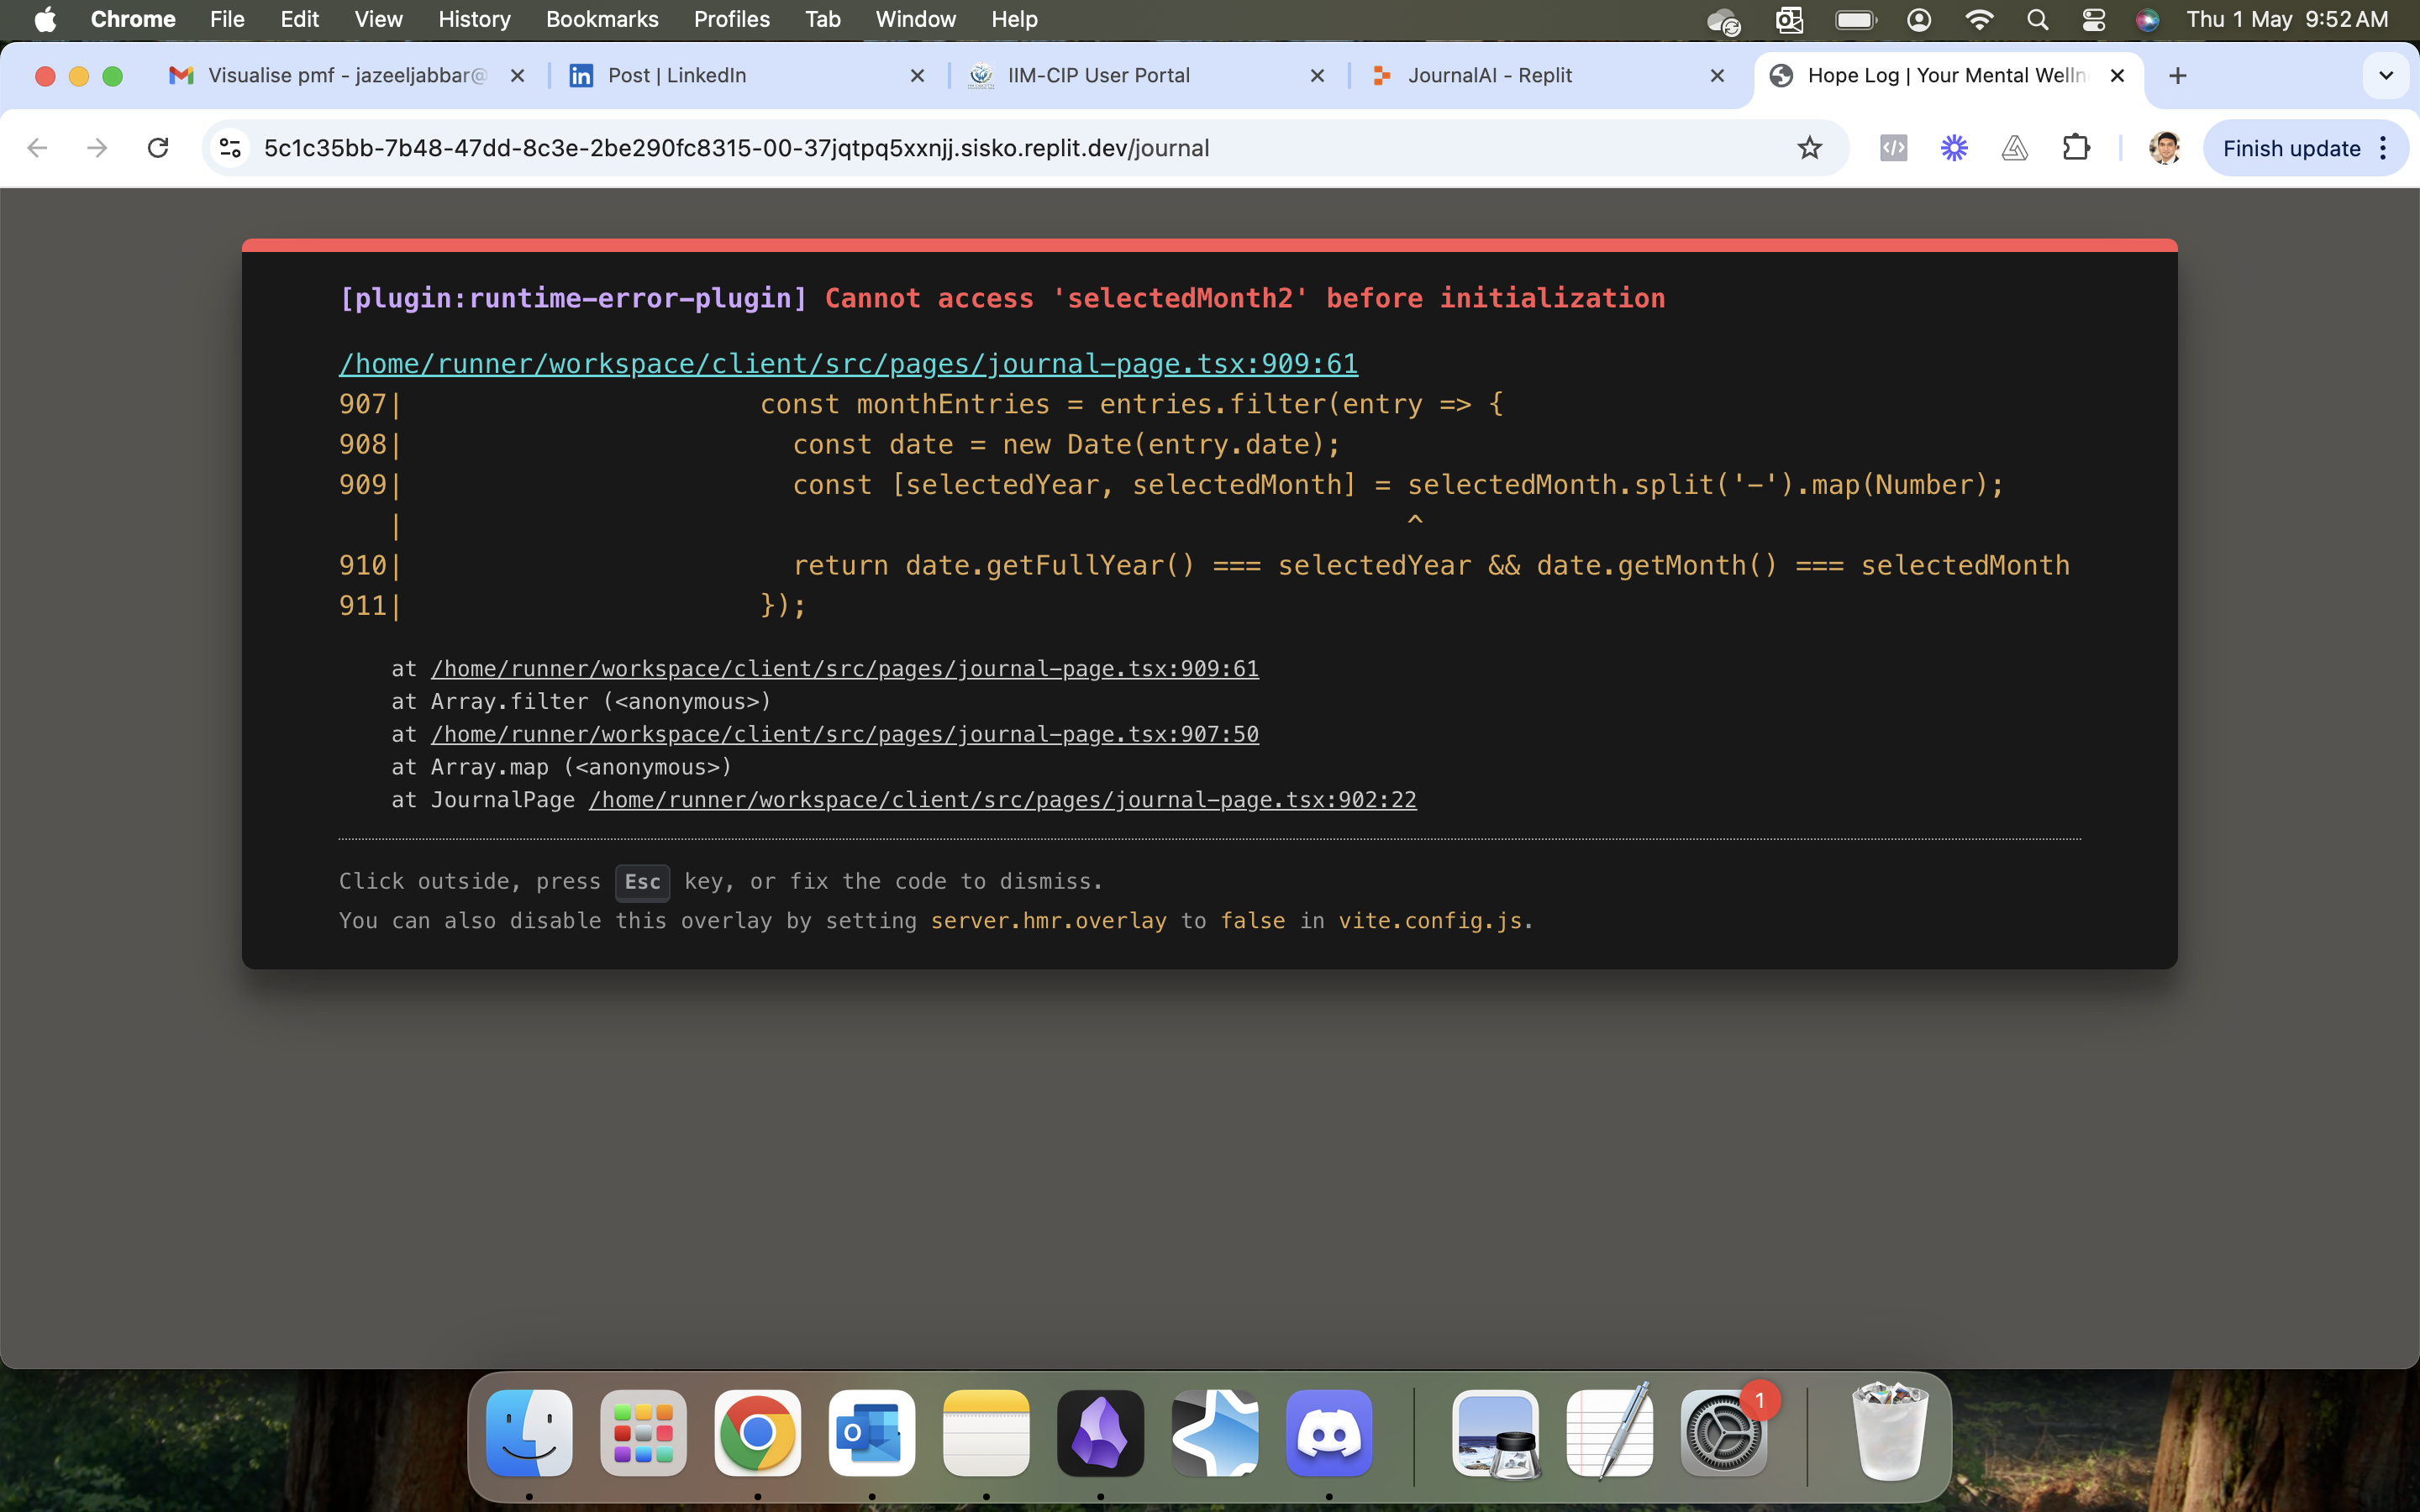 Chrome File Edit View History Bookmarks Profiles Tab Window Help Thu 1 May 9:52 AM
Visualise pmf - jazeeljabbar@ Post | LinkedIn IIM-CIP User Portal JournalAI - Replit Hope Log | Your Mental Welln
5c1c35bb-7b48-47dd-8c3e-2be290fc8315-00-37jqtpq5xxnjj.sisko.replit.dev/journal Finish update
[plugin:runtime-error-plugin] Cannot access 'selectedMonth2' before initialization
/home/runner/workspace/client/src/pages/journal-page.tsx:909:61
907| const monthEntries = entries.filter(entry => {
908| const date = new Date(entry.date);
909| const [selectedYear, selectedMonth] = selectedMonth.split('-').map(Number);
| ^
910| return date.getFullYear() === selectedYear && date.getMonth() === selectedMonth
911| });
at /home/runner/workspace/client/src/pages/journal-page.tsx:909:61
at Array.filter (<anonymous>)
at /home/runner/workspace/client/src/pages/journal-page.tsx:907:50
at Array.map (<anonymous>)
at JournalPage /home/runner/workspace/client/src/pages/journal-page.tsx:902:22
Click outside, press Esc key, or fix the code to dismiss.
You can also disable this overlay by setting server.hmr.overlay to false in vite.config.js.
1